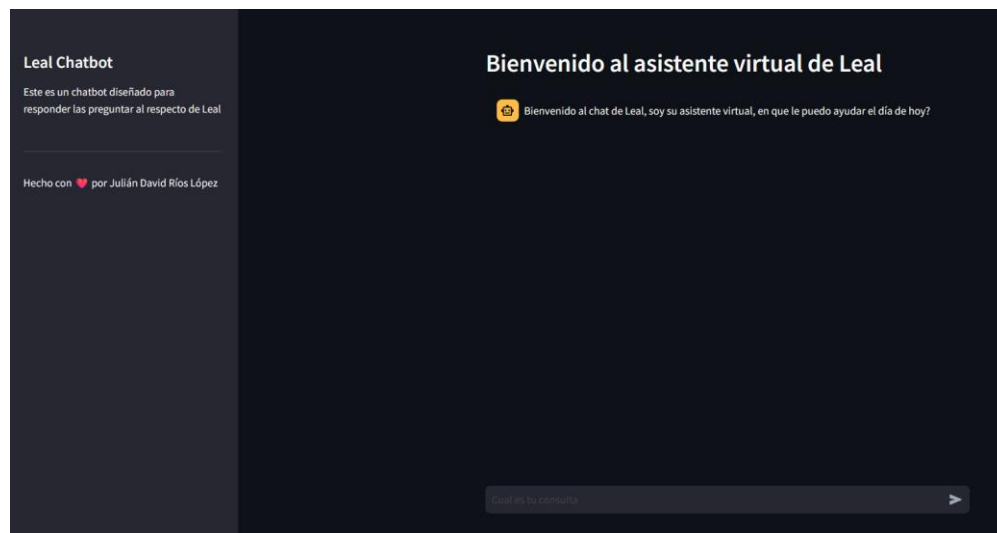 Leal Chatbot
Este es un chatbot diseñado para
responder las preguntar al respecto de Leal
Hecho con ❤️ por Julián David Ríos López
Bienvenido al asistente virtual de Leal
Bienvenido al chat de Leal, soy su asistente virtual, en que le puedo ayudar el día de hoy?
Cual es tu consulta